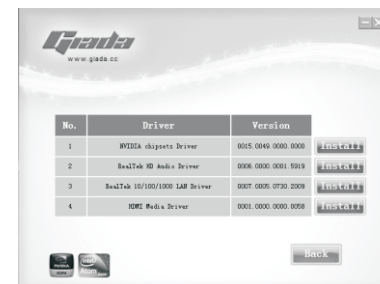 Giada
www.giada.cc
No. Driver Version
1 NVIDIA chipsets Driver 0015.0049.0000.0000 Install
2 RealTek HD Audio Driver 0006.0000.0001.5919 Install
3 RealTek 10/100/1000 LAN Driver 0007.0005.0730.2009 Install
4 HDMI Media Driver 0001.0000.0000.0058 Install
Back
NVIDIA
Atom